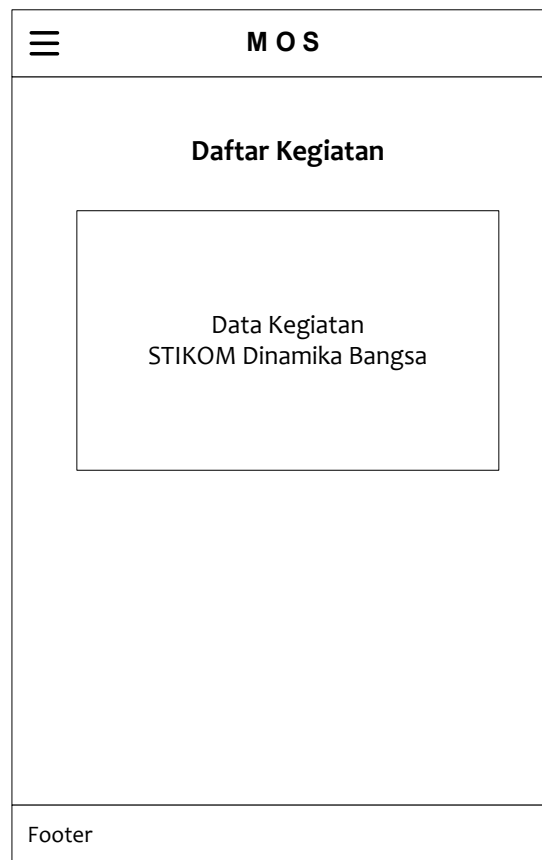 M O S
Daftar Kegiatan
Data Kegiatan
STIKOM Dinamika Bangsa
Footer